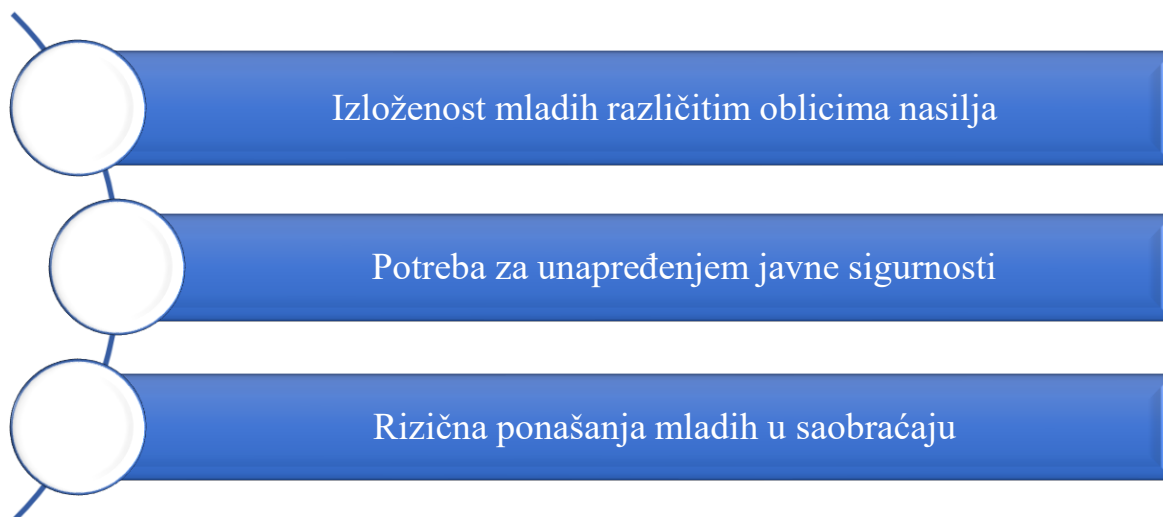 Izloženost mladih različitim oblicima nasilja
Potreba za unapređenjem javne sigurnosti
Rizična ponašanja mladih u saobraćaju